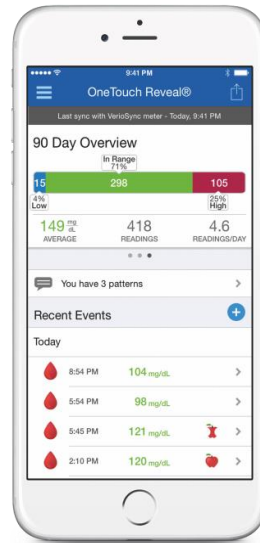 9:41 PM
OneTouch Reveal®
Last sync with VerioSync meter - Today, 9:41 PM
90 Day Overview
In Range
71%
15 298 105
4% 25%
Low High
149 mg dL 418 4.6
AVERAGE READINGS READINGS/DAY
You have 3 patterns
Recent Events
Today
8:54 PM 104 mg/dL
5:54 PM 98 mg/dL
5:45 PM 121 mg/dL
2:10 PM 120 mg/dL